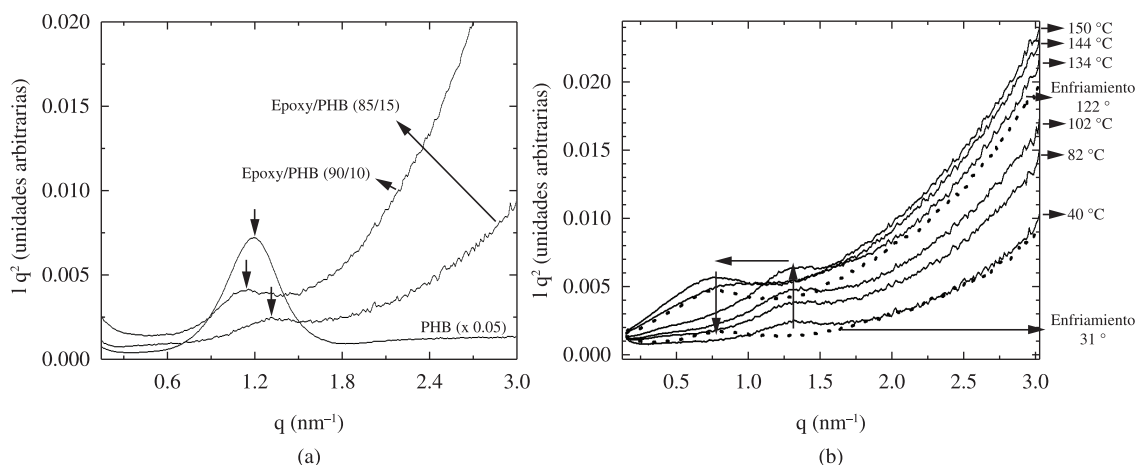 0.020
0.015
0.010
0.005
0.000
I q² (unidades arbitrarias)
Epoxy/PHB (85/15)
Epoxy/PHB (90/10)
PHB (x 0.05)
0.6
1.2
1.8
2.4
3.0
q (nm⁻¹)
(a)
0.020
0.015
0.010
0.005
0.000
I q² (unidades arbitrarias)
150 °C
144 °C
134 °C
Enfriamiento
122 °
102 °C
82 °C
40 °C
Enfriamiento
31 °
0.5
1.0
1.5
2.0
2.5
3.0
q (nm⁻¹)
(b)